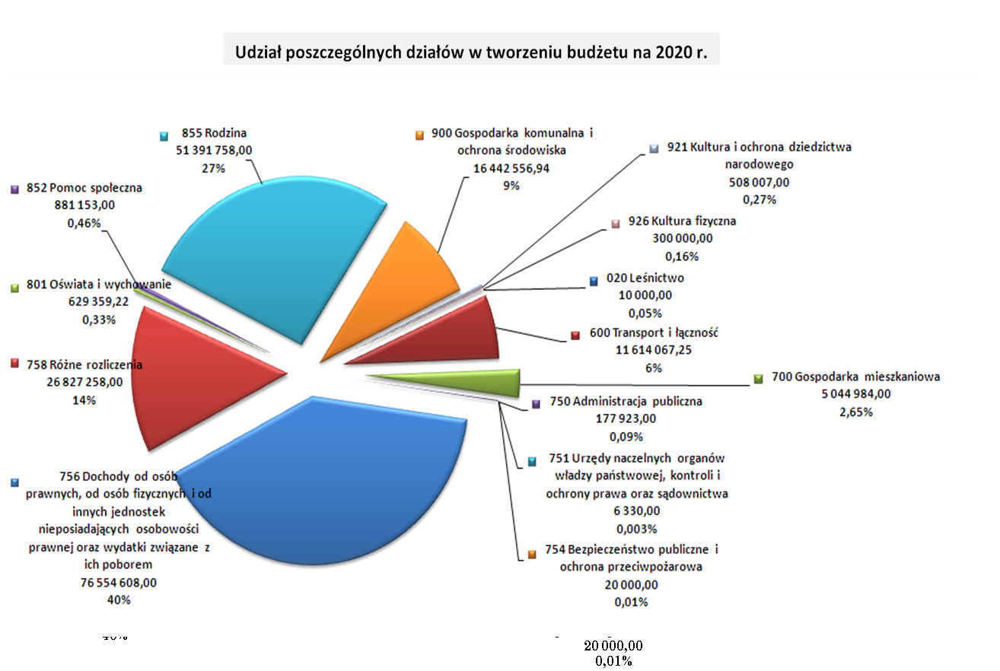 Udział poszczególnych działów w tworzeniu budżetu na 2020 r.
855 Rodzina
51 391 758,00
27%
900 Gospodarka komunalna i
ochrona środowiska
16 442 556,94
9%
921 Kultura i ochrona dziedzictwa
narodowego
508 007,00
0,27%
852 Pomoc społeczna
881 153,00
0,46%
926 Kultura fizyczna
300 000,00
0,16%
020 Leśnictwo
10 000,00
0,05%
801 Oświata i wychowanie
629 359,22
0,33%
600 Transport i łączność
11 614 067,25
6%
758 Różne rozliczenia
26 827 258,00
14%
700 Gospodarka mieszkaniowa
5 044 984,00
2,65%
750 Administracja publiczna
177 923,00
0,09%
751 Urzędy naczelnych organów
władzy państwowej, kontroli i
ochrony prawa oraz sądownictwa
6 330,00
0,003%
756 Dochody od osób
prawnych, od osób fizycznych i od
innych jednostek
nieposiadających osobowości
prawnej oraz wydatki związane z
ich poborem
76 554 608,00
40%
754 Bezpieczeństwo publiczne i
ochrona przeciwpożarowa
20 000,00
0,01%
20 000,00
0,01%